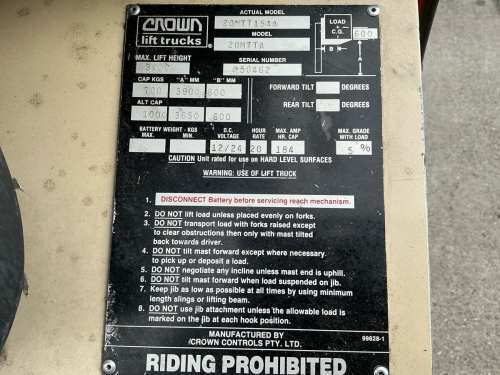 CROWN
lift trucks
ACTUAL MODEL
20MTT154A
MODEL
20MTTA
LOAD
C.G.
600
B
A
MAX. LIFT HEIGHT
SERIAL NUMBER
CAP KGS "A" MM "B" MM
700 3900 600
FORWARD TILT DEGREES
ALT CAP
REAR TILT DEGREES
1000 3650 600
BATTERY WEIGHT - KGS
MAX. MIN.
D.C. VOLTAGE
HOUR RATE
MAX. AMP HR. CAP
MAX. GRADE WITH LOAD
12/24 20 184 5 %
CAUTION Unit rated for use on HARD LEVEL SURFACES
WARNING: USE OF LIFT TRUCK
1. DISCONNECT Battery before servicing reach mechanism.
2. DO NOT lift load unless placed evenly on forks.
3. DO NOT transport load with forks raised except
to clear obstructions then only with mast tilted
back towards driver.
4. DO NOT tilt mast forward except where necessary
to pick up or deposit a load.
5. DO NOT negotiate any incline unless mast end is uphill.
6. DO NOT tilt mast forward when load suspended on jib.
7. Keep jib as low as possible at all times by using minimum
length slings or lifting beam.
8. DO NOT use jib attachment unless the allowable load is
marked on the jib at each hook position.
MANUFACTURED BY
CROWN CONTROLS PTY. LTD.
99628-1
RIDING PROHIBITED